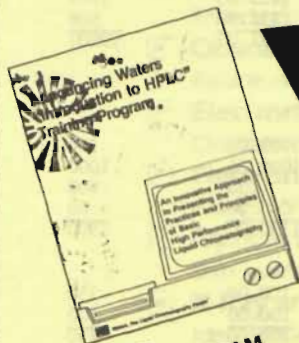 Announcing Waters
"Introduction to HPLC"
Training Program.
An Innovative Approach
to Presenting the
Practices and Principles
of Basic
High Performance
Liquid Chromatography